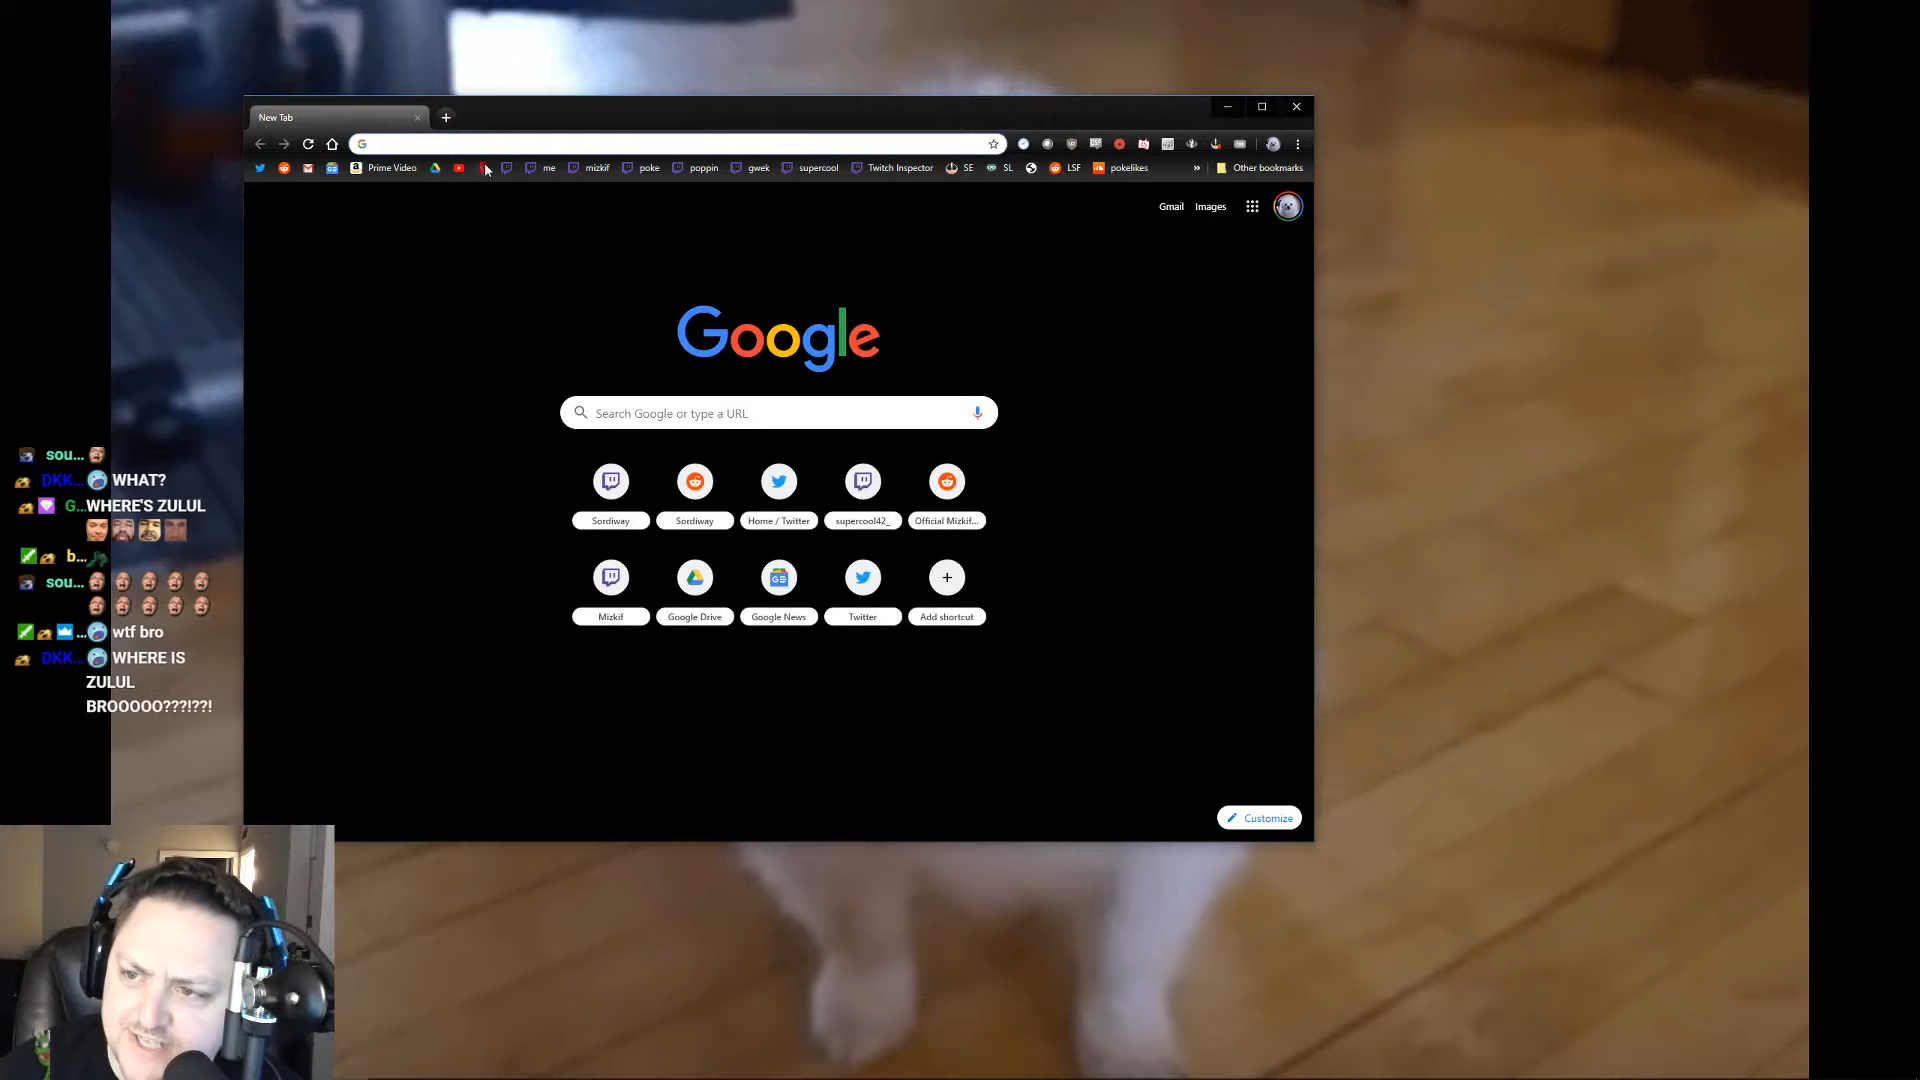 New Tab
Prime Video me mizkif poke poppin gwek supercool Twitch Inspector SE SL LSF pokelikes » Other bookmarks
Gmail Images
Google
Search Google or type a URL
Sordiway Sordiway Home / Twitter supercool42_ Official Mizkif...
Mizkif Google Drive Google News Twitter Add shortcut
Customize
sou...
DKK... WHAT?
G... WHERE'S ZULUL
b...
sou...
... wtf bro
DKK... WHERE IS
ZULUL
BROOOOO???!??!